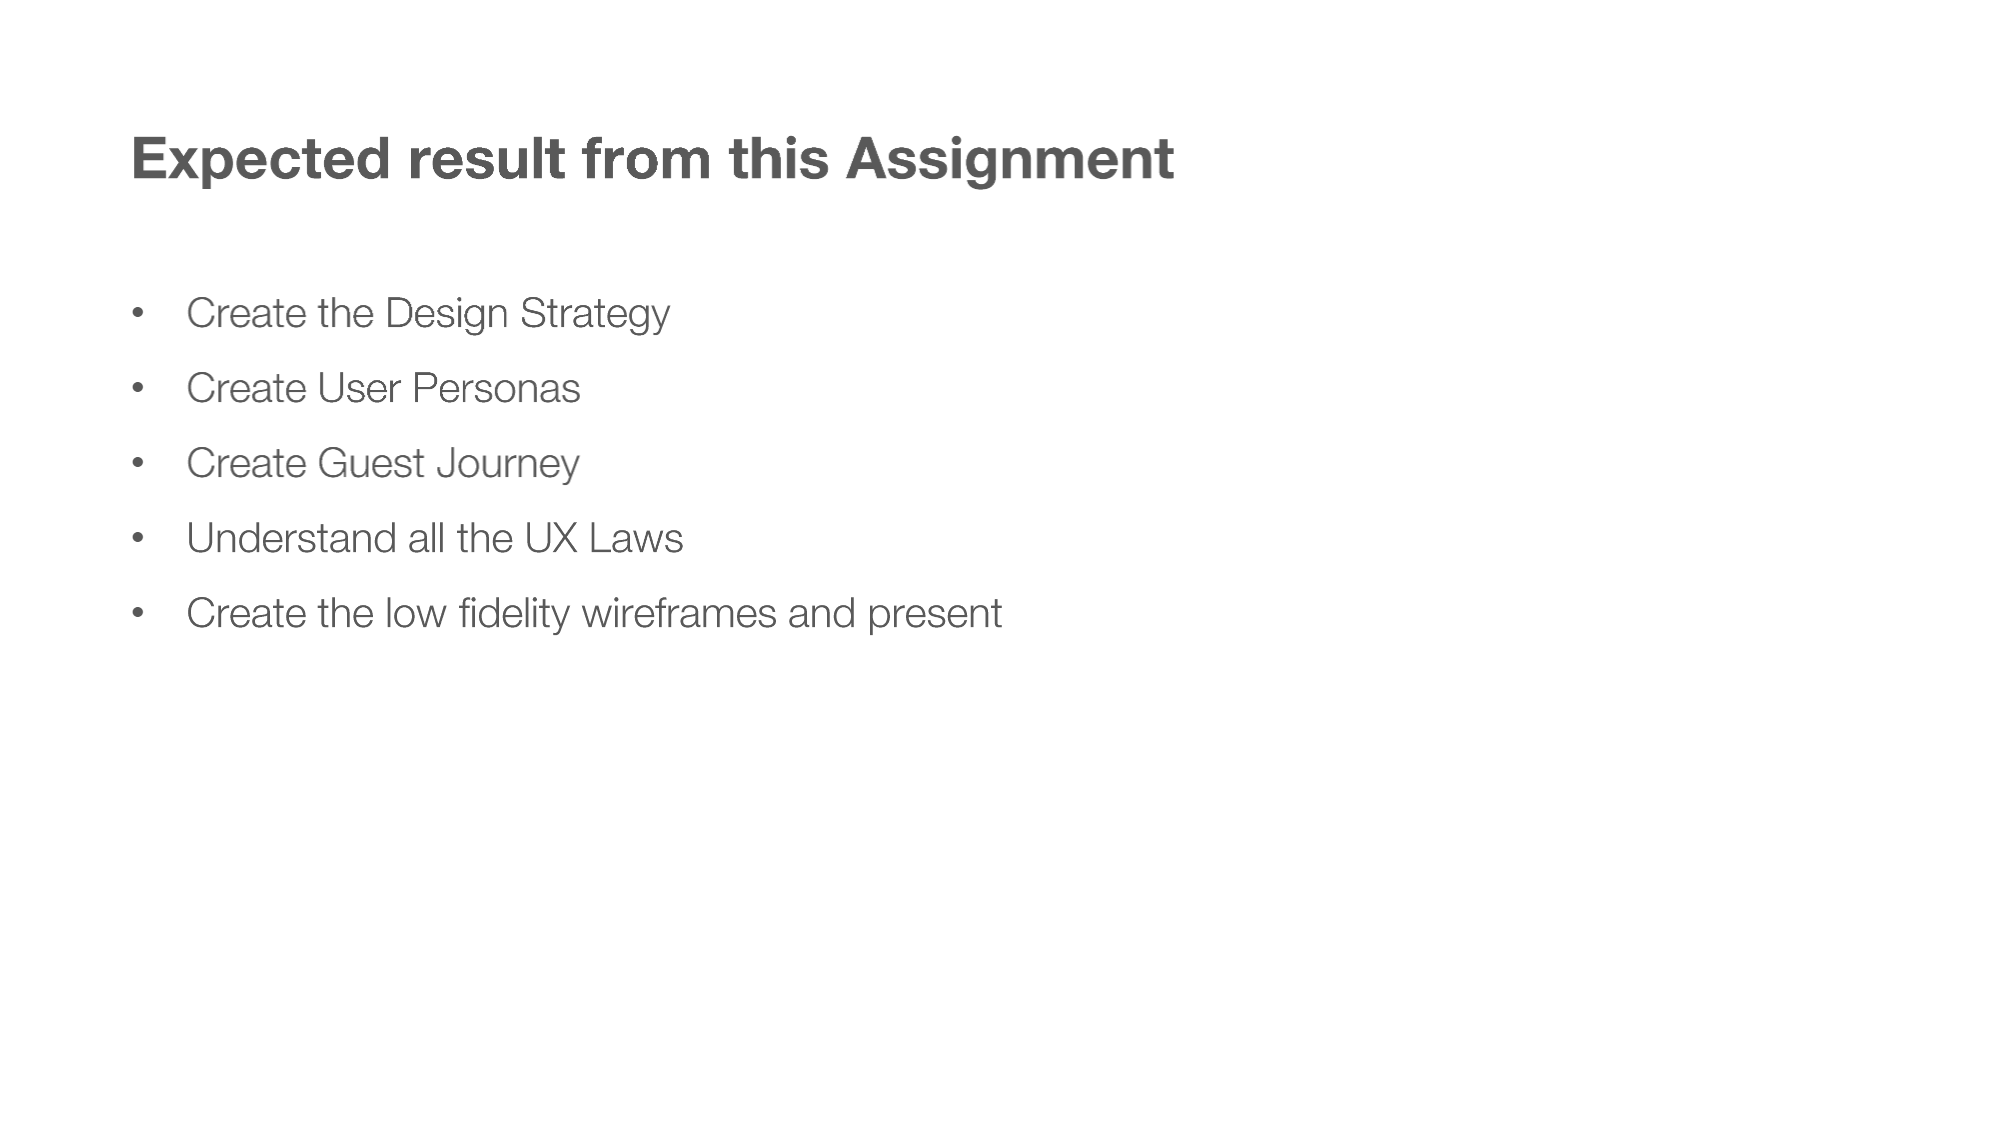 Expected result from this Assignment
• Create the Design Strategy
• Create User Personas
• Create Guest Journey
• Understand all the UX Laws
• Create the low fidelity wireframes and present